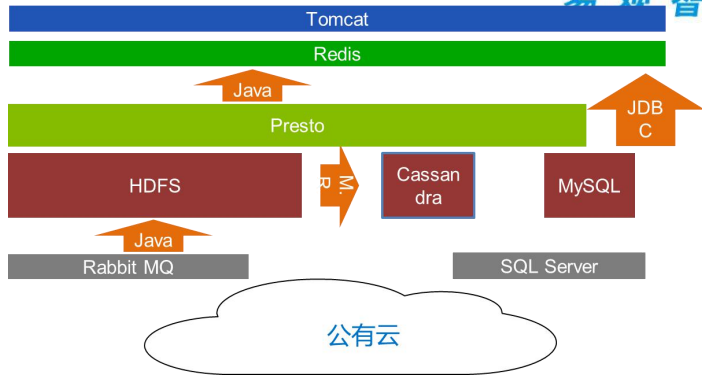 Tomcat
Redis
Java
JDB
C
Presto
HDFS
M.
R
Cassan
dra
MySQL
Java
Rabbit MQ
SQL Server
公有云